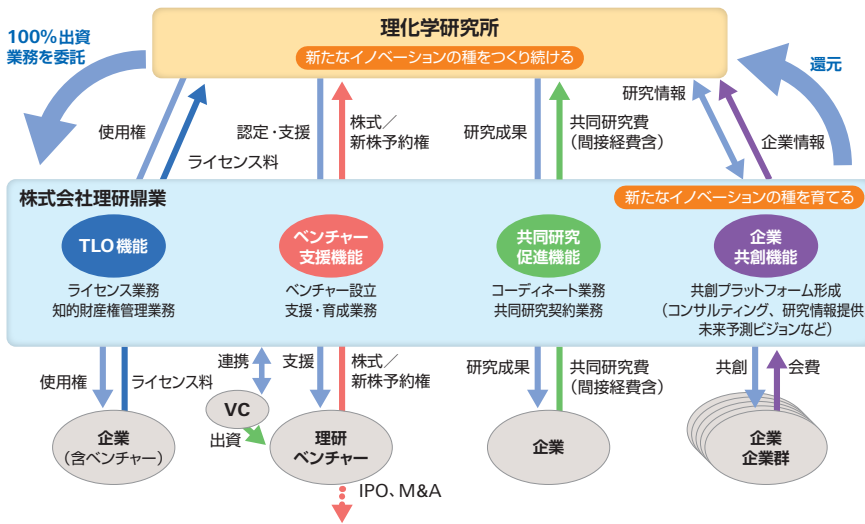 理化学研究所
新たなイノベーションの種をつくり続ける
100%出資
業務を委託
還元
使用権
ライセンス料
認定・支援
株式／
新株予約権
研究成果
共同研究費
(間接経費含)
研究情報
企業情報
株式会社理研鼎業
新たなイノベーションの種を育てる
TLO機能
ライセンス業務
知的財産権管理業務
ベンチャー
支援機能
ベンチャー設立
支援・育成業務
共同研究
促進機能
コーディネート業務
共同研究契約業務
企業
共創機能
共創プラットフォーム形成
(コンサルティング、研究情報提供
未来予測ビジョンなど)
使用権
ライセンス料
連携
支援
株式／
新株予約権
研究成果
共同研究費
(間接経費含)
共創
会費
企業
(含ベンチャー)
VC
出資
理研
ベンチャー
企業
企業
企業群
IPO、M&A